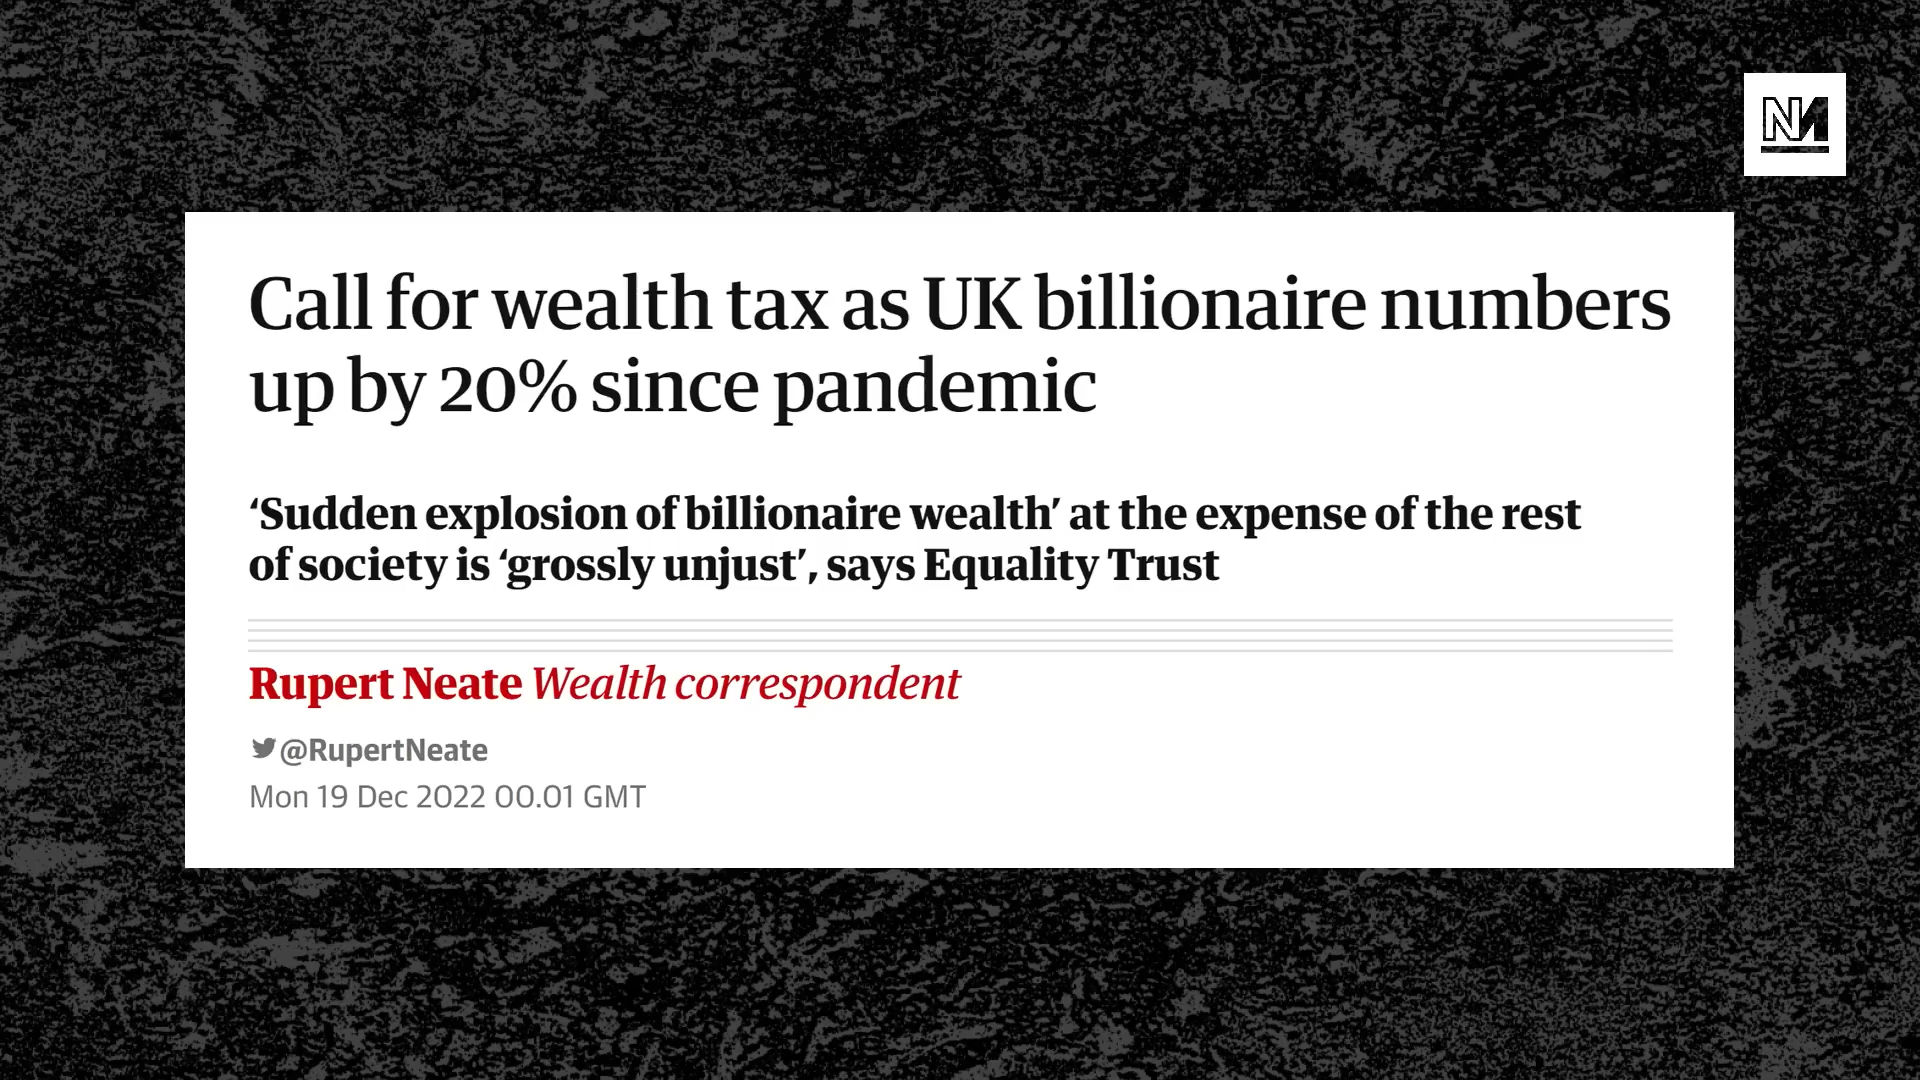 NM
Call for wealth tax as UK billionaire numbers
up by 20% since pandemic
‘Sudden explosion of billionaire wealth’ at the expense of the rest
of society is ‘grossly unjust’, says Equality Trust
Rupert Neate Wealth correspondent
@RupertNeate
Mon 19 Dec 2022 00.01 GMT